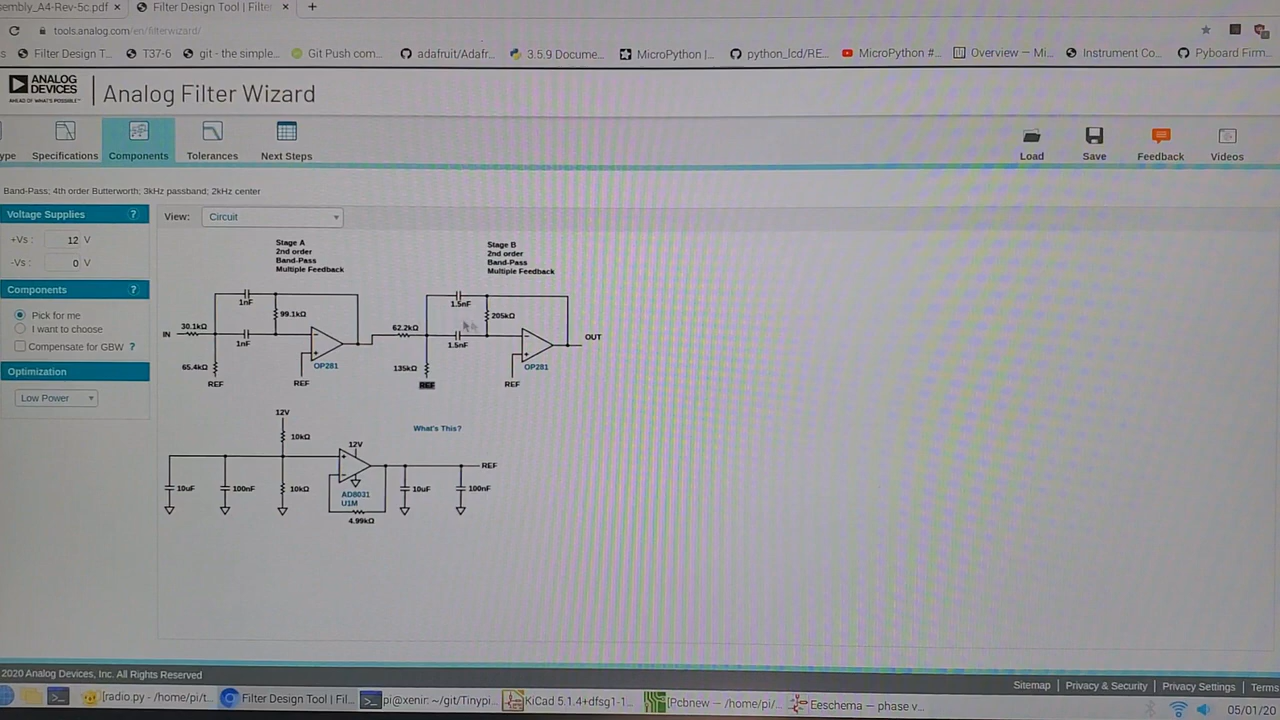 sembly_A4-Rev-5c.pdf × Filter Design Tool | Filter × +
tools.analog.com/en/filterwizard/
s Filter Design T... T37-6 git - the simple... Git Push com... adafruit/Adafr... 3.5.9 Docume... MicroPython |... python_lcd/RE... MicroPython #... Overview — Mi... Instrument Co... Pyboard Firm...
ANALOG
DEVICES
AHEAD OF WHAT'S POSSIBLE™
Analog Filter Wizard
ype Specifications Components Tolerances Next Steps Load Save Feedback Videos
Band-Pass; 4th order Butterworth; 3kHz passband; 2kHz center
Voltage Supplies ?
+Vs : 12 V
-Vs : 0 V
Components ?
Pick for me
I want to choose
Compensate for GBW ?
Optimization
Low Power
View: Circuit
Stage A
2nd order
Band-Pass
Multiple Feedback
Stage B
2nd order
Band-Pass
Multiple Feedback
1nF
99.1kΩ
IN
30.1kΩ
1nF
65.4kΩ
REF
REF
OP281
1.5nF
205kΩ
62.2kΩ
1.5nF
135kΩ
REF
REF
OP281
OUT
12V
10kΩ
12V
What's This?
10uF
100nF
10kΩ
AD8031
U1M
4.99kΩ
10uF
100nF
REF
2020 Analog Devices, Inc. All Rights Reserved
Sitemap | Privacy & Security | Privacy Settings | Terms
[radio.py - /home/pi/t... Filter Design Tool | Fil... pi@xenir: ~/git/Tinypi... KiCad 5.1.4+dfsg1-1... [Pcbnew — /home/pi/... Eeschema — phase v... 05/01/20